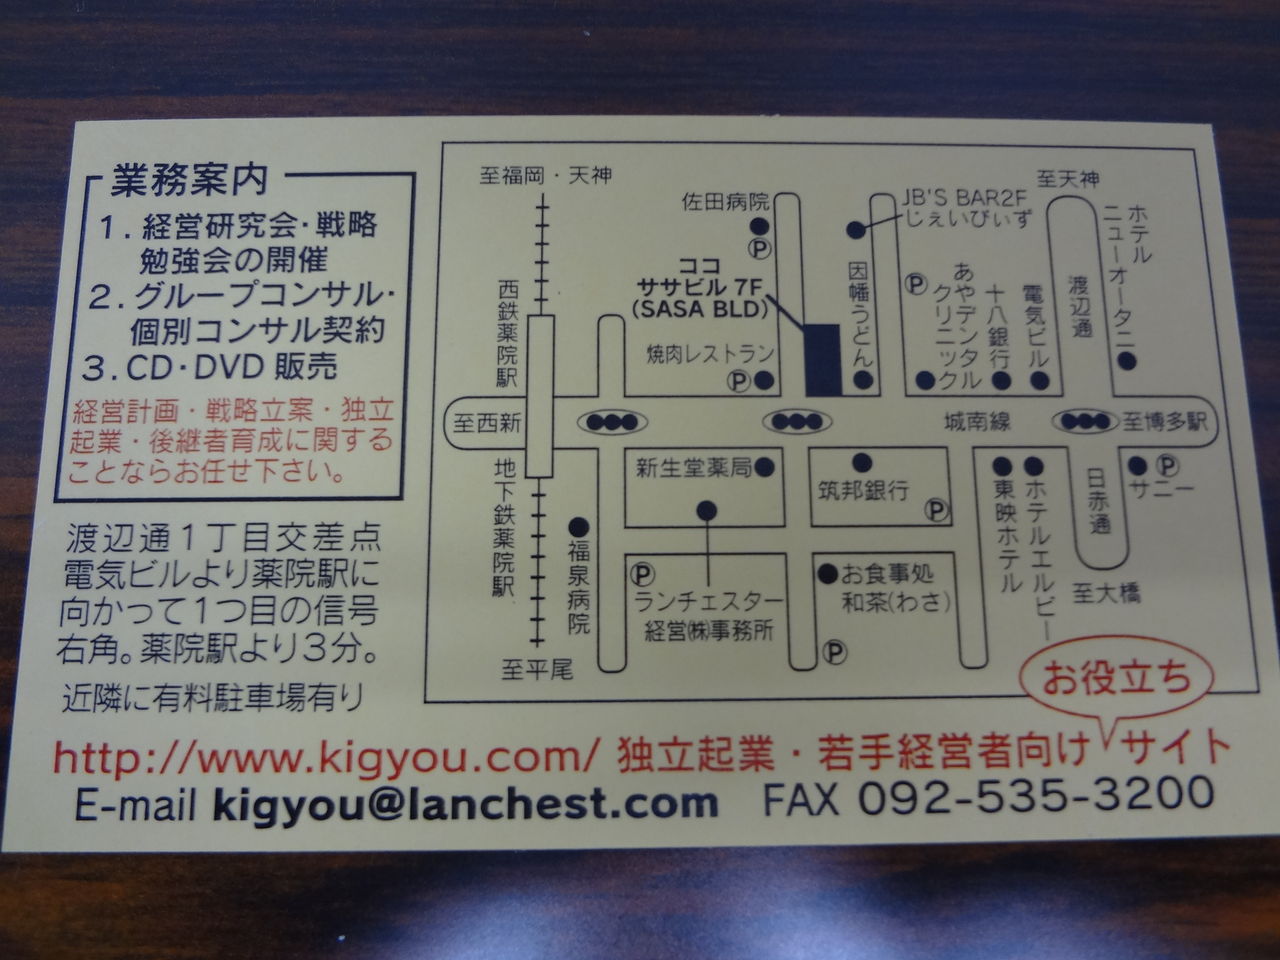 業務案内
1. 経営研究会・戦略
勉強会の開催
2. グループコンサル・
個別コンサル契約
3. CD・DVD 販売
経営計画・戦略立案・独立
起業・後継者育成に関する
ことならお任せ下さい。
渡辺通1丁目交差点
電気ビルより薬院駅に
向かって1つ目の信号
右角。薬院駅より3分。
近隣に有料駐車場有り
至福岡・天神
佐田病院
P
JB'S BAR2F
じぇいびいず
至天神
ホテル
ニューオータニ
ココ
ササビル 7F
(SASA BLD)
西鉄薬院駅
因幡うどん
P
あやデンタル
クリニック
十八銀行
電気ビル
渡辺通
焼肉レストラン
P
至西新
城南線
至博多駅
地下鉄薬院駅
新生堂薬局
筑邦銀行
P
東映ホテル
ホテルエルビー
日赤通
P
サニー
福泉病院
P
ランチェスター
経営㈱事務所
お食事処
和茶(わさ)
P
至大橋
至平尾
お役立ち
http://www.kigyou.com/ 独立起業・若手経営者向けサイト
E-mail kigyou@lanchest.com FAX 092-535-3200